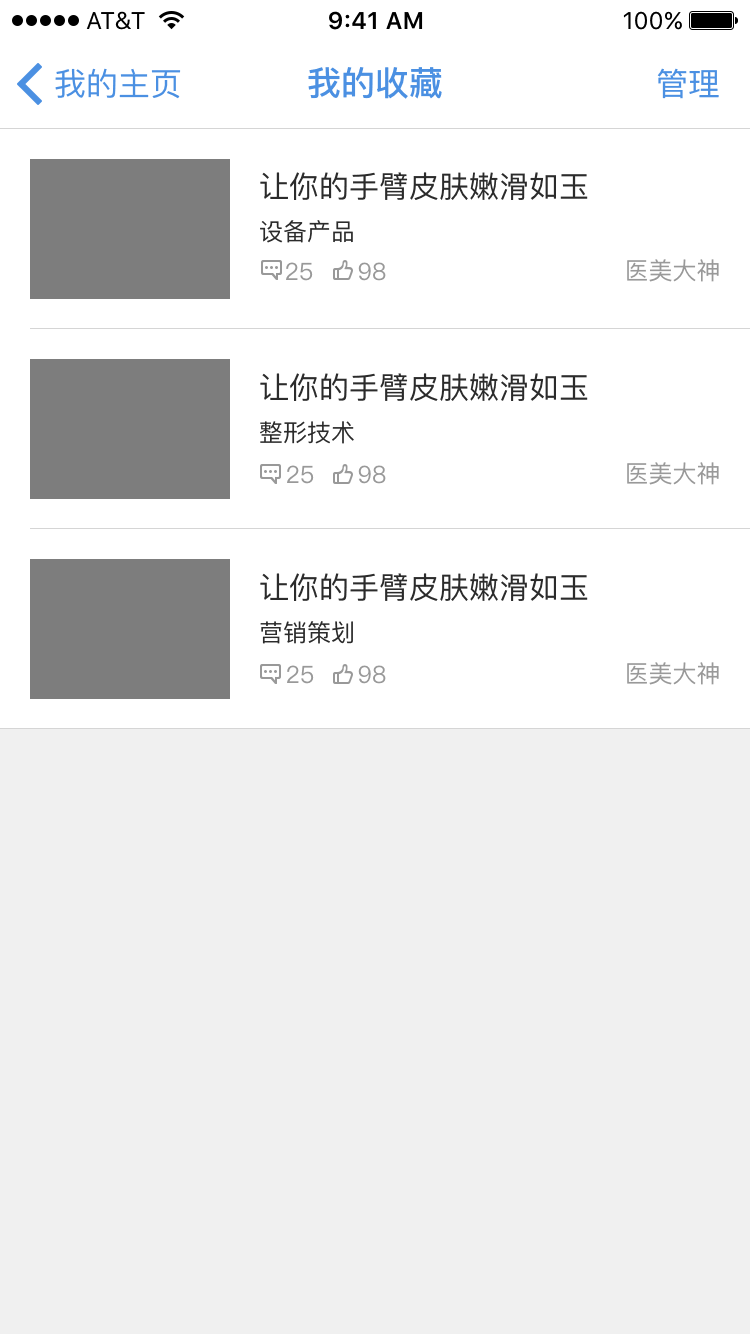 AT&T 9:41 AM 100%
我的主页 我的收藏 管理
让你的手臂皮肤嫩滑如玉
设备产品
25 98 医美大神
让你的手臂皮肤嫩滑如玉
整形技术
25 98 医美大神
让你的手臂皮肤嫩滑如玉
营销策划
25 98 医美大神